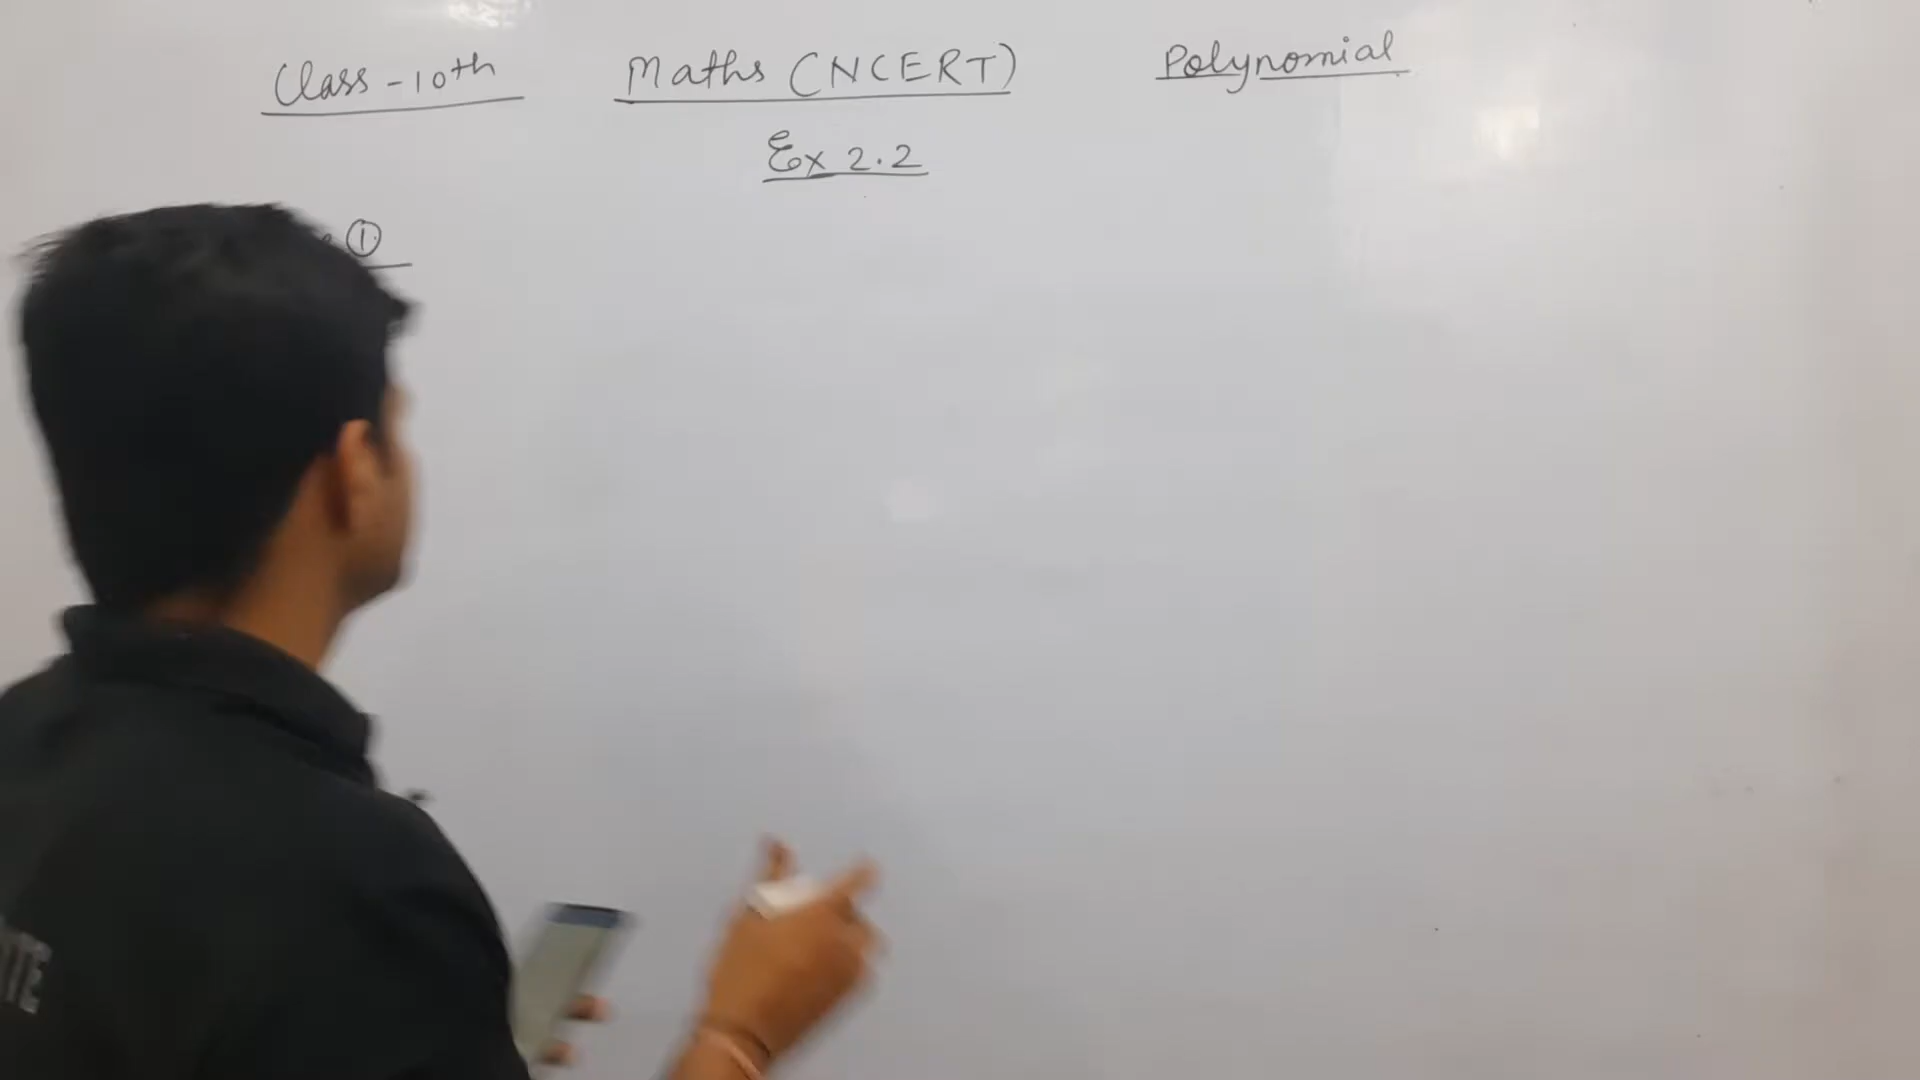 Class - 10th Maths (NCERT) Polynomial
Ex 2.2
①